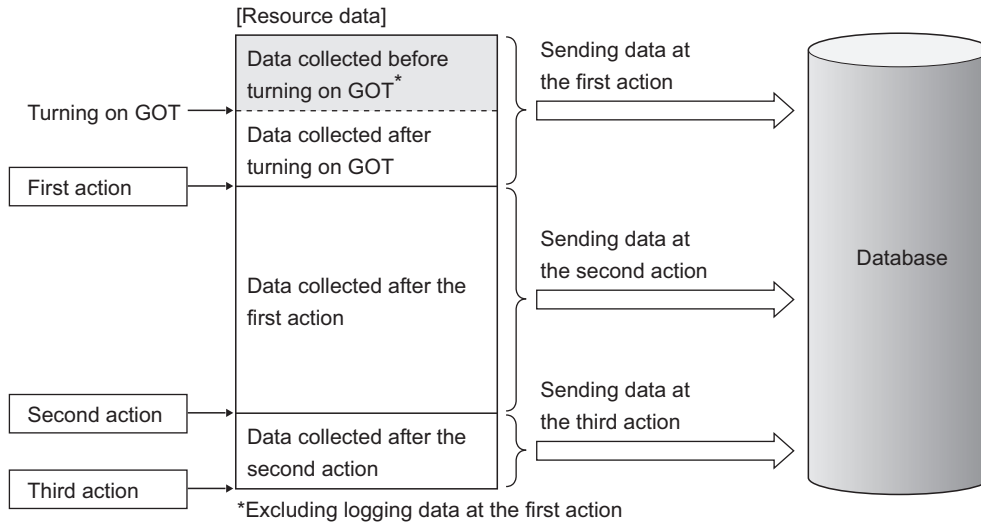 [Resource data]
Data collected before
turning on GOT*
Sending data at
the first action
Turning on GOT
Data collected after
turning on GOT
First action
Sending data at
the second action
Database
Data collected after the
first action
Second action
Sending data at
the third action
Data collected after the
second action
Third action
*Excluding logging data at the first action